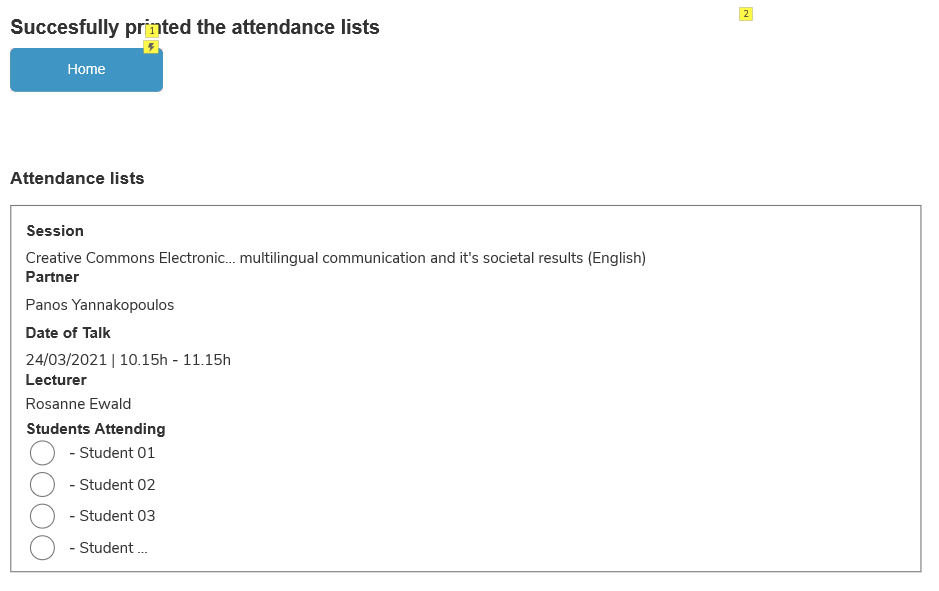 2
Succesfully printed the attendance lists
1
Home
Attendance lists
Session
Creative Commons Electronic... multilingual communication and it's societal results (English)
Partner
Panos Yannakopoulos
Date of Talk
24/03/2021 | 10.15h - 11.15h
Lecturer
Rosanne Ewald
Students Attending
- Student 01
- Student 02
- Student 03
- Student ...